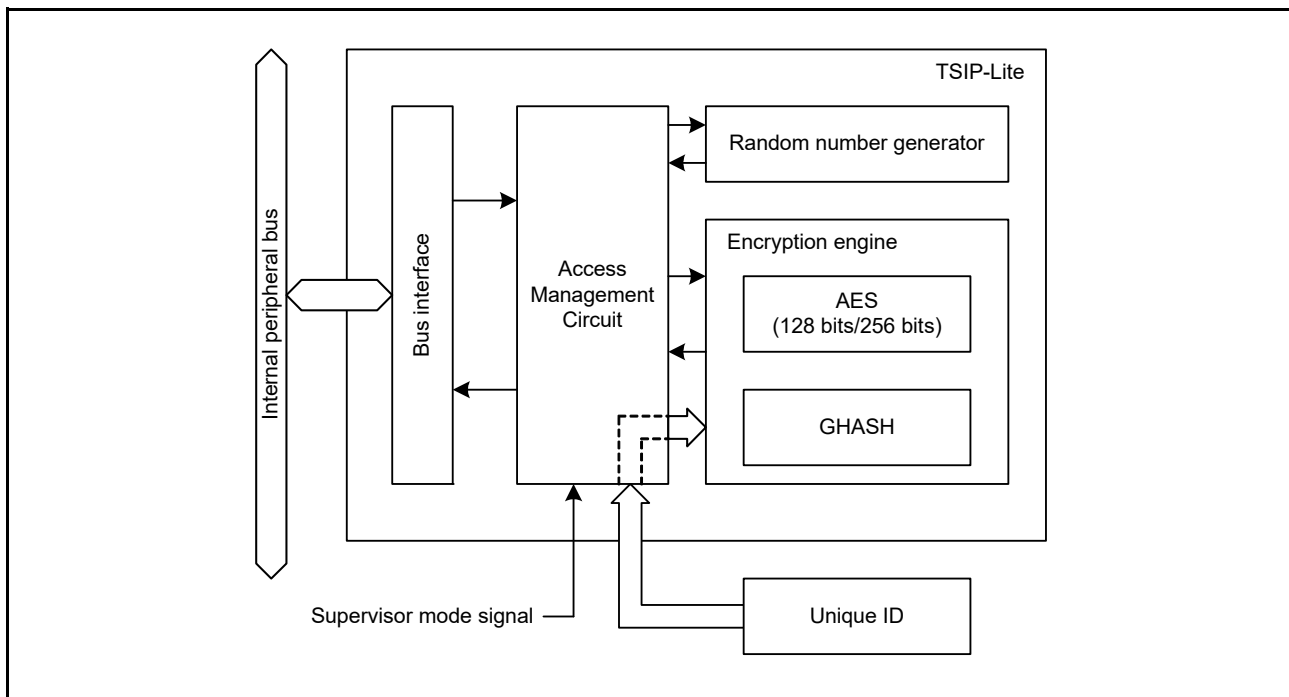 TSIP-Lite
Internal peripheral bus
Bus interface
Access
Management
Circuit
Random number generator
Encryption engine
AES
(128 bits/256 bits)
GHASH
Supervisor mode signal
Unique ID